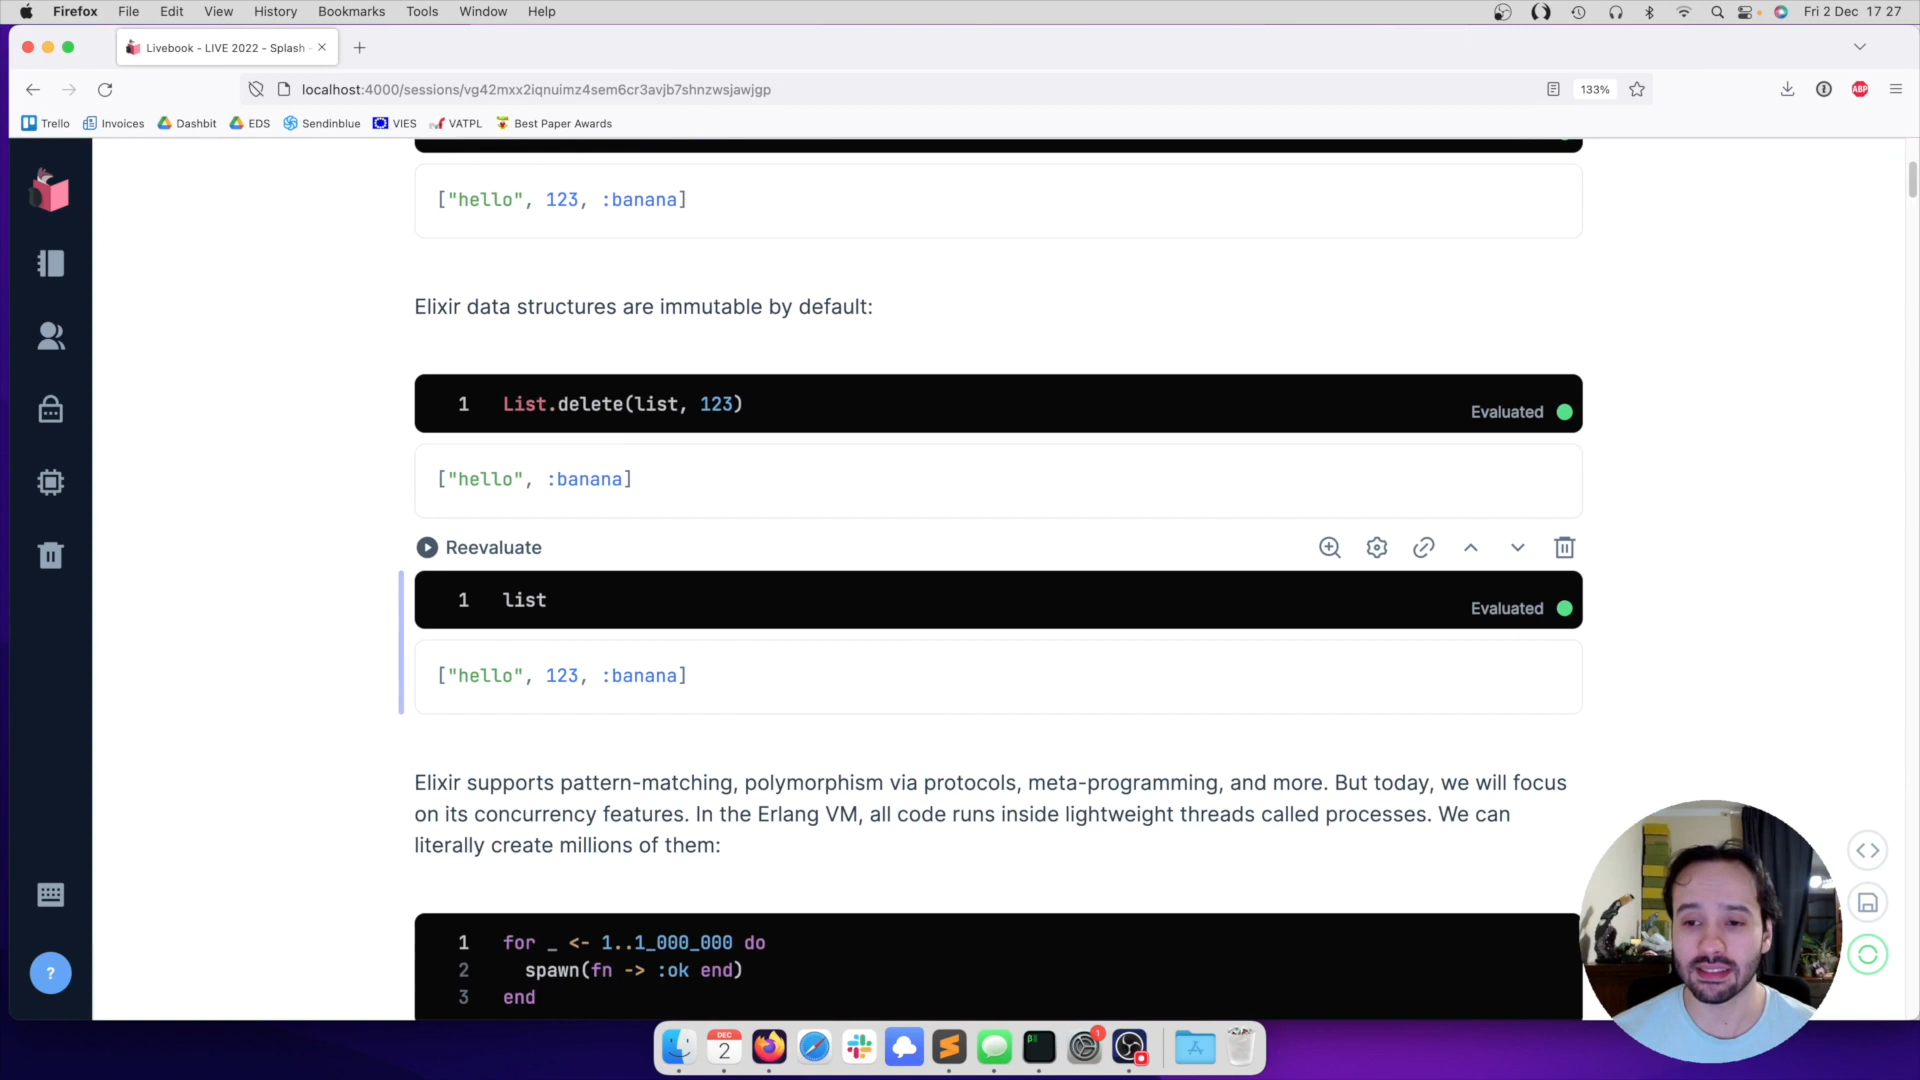 Firefox File Edit View History Bookmarks Tools Window Help Fri 2 Dec 17 27
Livebook - LIVE 2022 - Splash
localhost:4000/sessions/vg42mxx2iqnuimz4sem6cr3avjb7shnzwsjawjgp 133% ABP
Trello Invoices Dashbit EDS Sendinblue VIES VATPL Best Paper Awards
["hello", 123, :banana]
Elixir data structures are immutable by default:
1 List.delete(list, 123)
Evaluated
["hello", :banana]
Reevaluate
1 list
Evaluated
["hello", 123, :banana]
Elixir supports pattern-matching, polymorphism via protocols, meta-programming, and more. But today, we will focus
on its concurrency features. In the Erlang VM, all code runs inside lightweight threads called processes. We can
literally create millions of them:
1 for _ <- 1..1_000_000 do
2 spawn(fn -> :ok end)
3 end
?
DEC
2
1